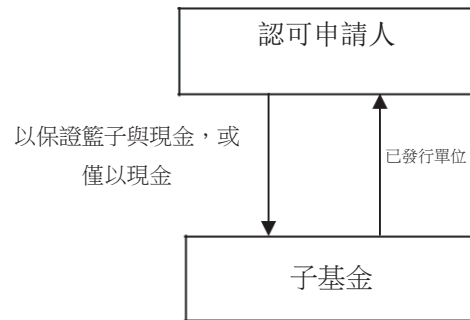 認可申請人
以保證籃子與現金，或
僅以現金
已發行單位
子基金